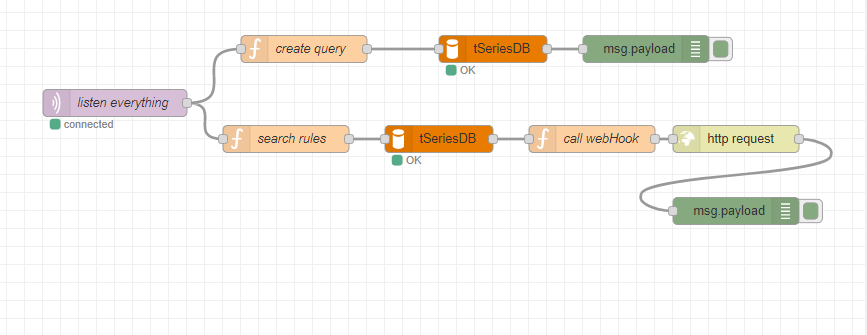 create query
tSeriesDB
msg.payload
OK
listen everything
connected
search rules
tSeriesDB
call webHook
http request
OK
msg.payload